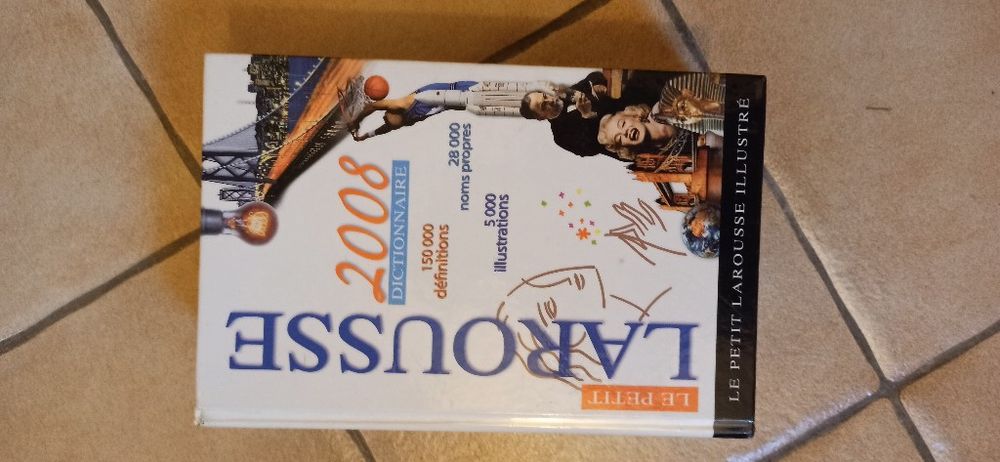 LE PETIT
LAROUSSE
2008
DICTIONNAIRE
150 000
définitions
28 000
noms propres
5 000
illustrations
LE PETIT LAROUSSE ILLUSTRÉ